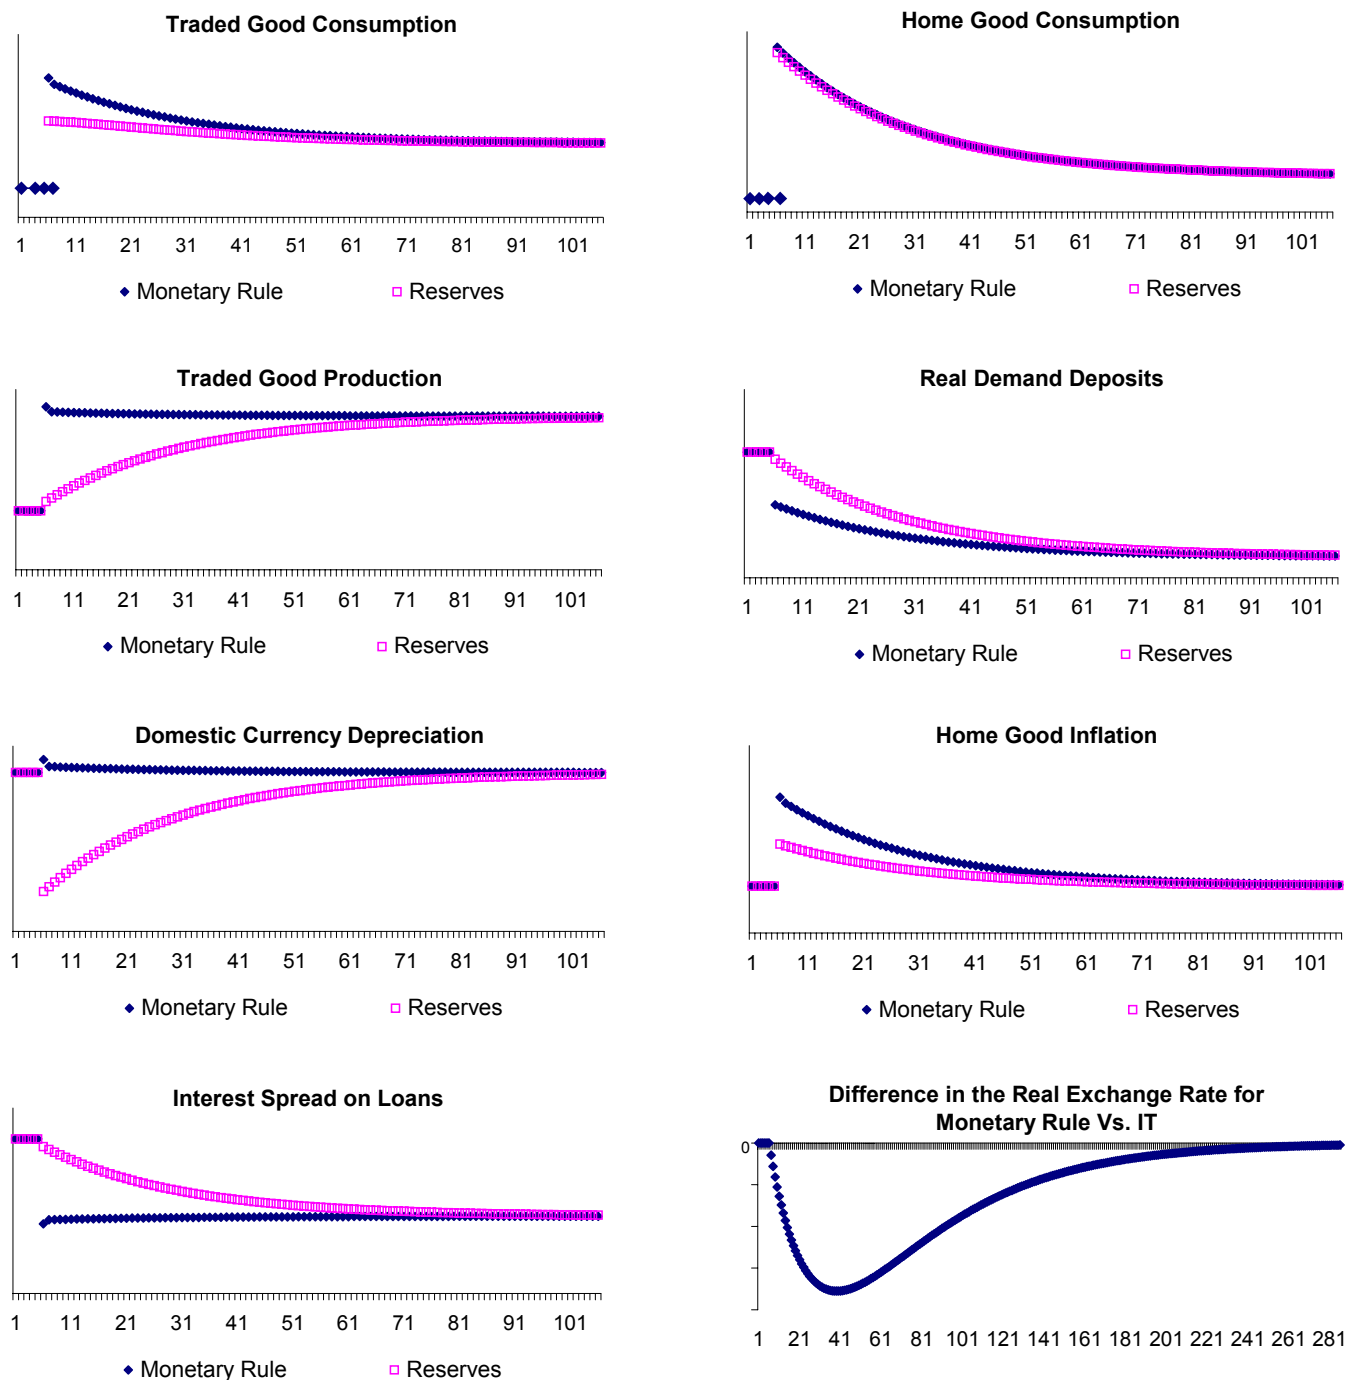 Traded Good Consumption
1 11 21 31 41 51 61 71 81 91 101
Monetary Rule Reserves
Home Good Consumption
1 11 21 31 41 51 61 71 81 91 101
Monetary Rule Reserves
Traded Good Production
1 11 21 31 41 51 61 71 81 91 101
Monetary Rule Reserves
Real Demand Deposits
1 11 21 31 41 51 61 71 81 91 101
Monetary Rule Reserves
Domestic Currency Depreciation
1 11 21 31 41 51 61 71 81 91 101
Monetary Rule Reserves
Home Good Inflation
1 11 21 31 41 51 61 71 81 91 101
Monetary Rule Reserves
Interest Spread on Loans
1 11 21 31 41 51 61 71 81 91 101
Monetary Rule Reserves
Difference in the Real Exchange Rate for
Monetary Rule Vs. IT
0
1 21 41 61 81 101 121 141 161 181 201 221 241 261 281